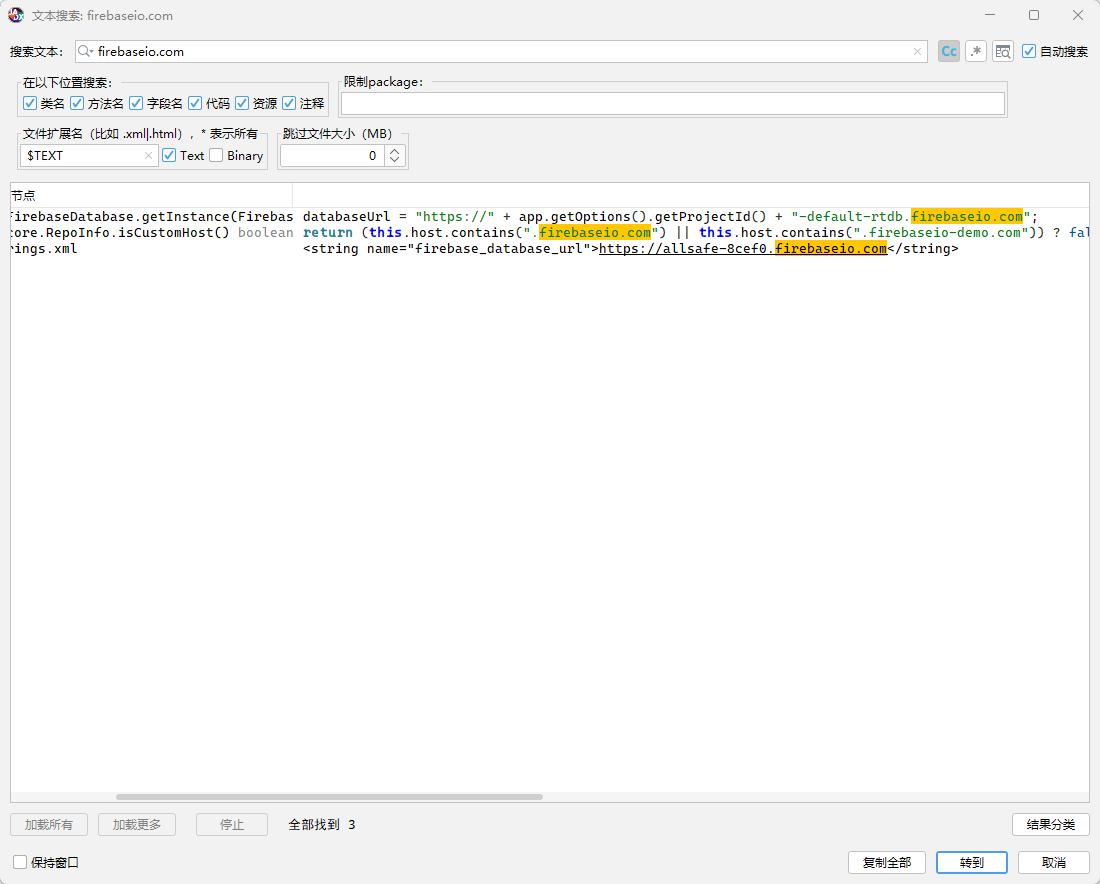 文本搜索: firebaseio.com
搜索文本: firebaseio.com Cc .* 自动搜索
在以下位置搜索: 限制package:
类名 方法名 字段名 代码 资源 注释
文件扩展名（比如 .xml|.html），* 表示所有 跳过文件大小（MB）
$TEXT Text Binary 0
节点
FirebaseDatabase.getInstance(Firebas databaseUrl = "https://" + app.getOptions().getProjectId() + "-default-rtdb.firebaseio.com";
core.RepoInfo.isCustomHost() boolean return (this.host.contains(".firebaseio.com") || this.host.contains(".firebaseio-demo.com")) ? fal
rings.xml <string name="firebase_database_url">https://allsafe-8cef0.firebaseio.com</string>
加载所有 加载更多 停止 全部找到 3 结果分类
保持窗口 复制全部 转到 取消